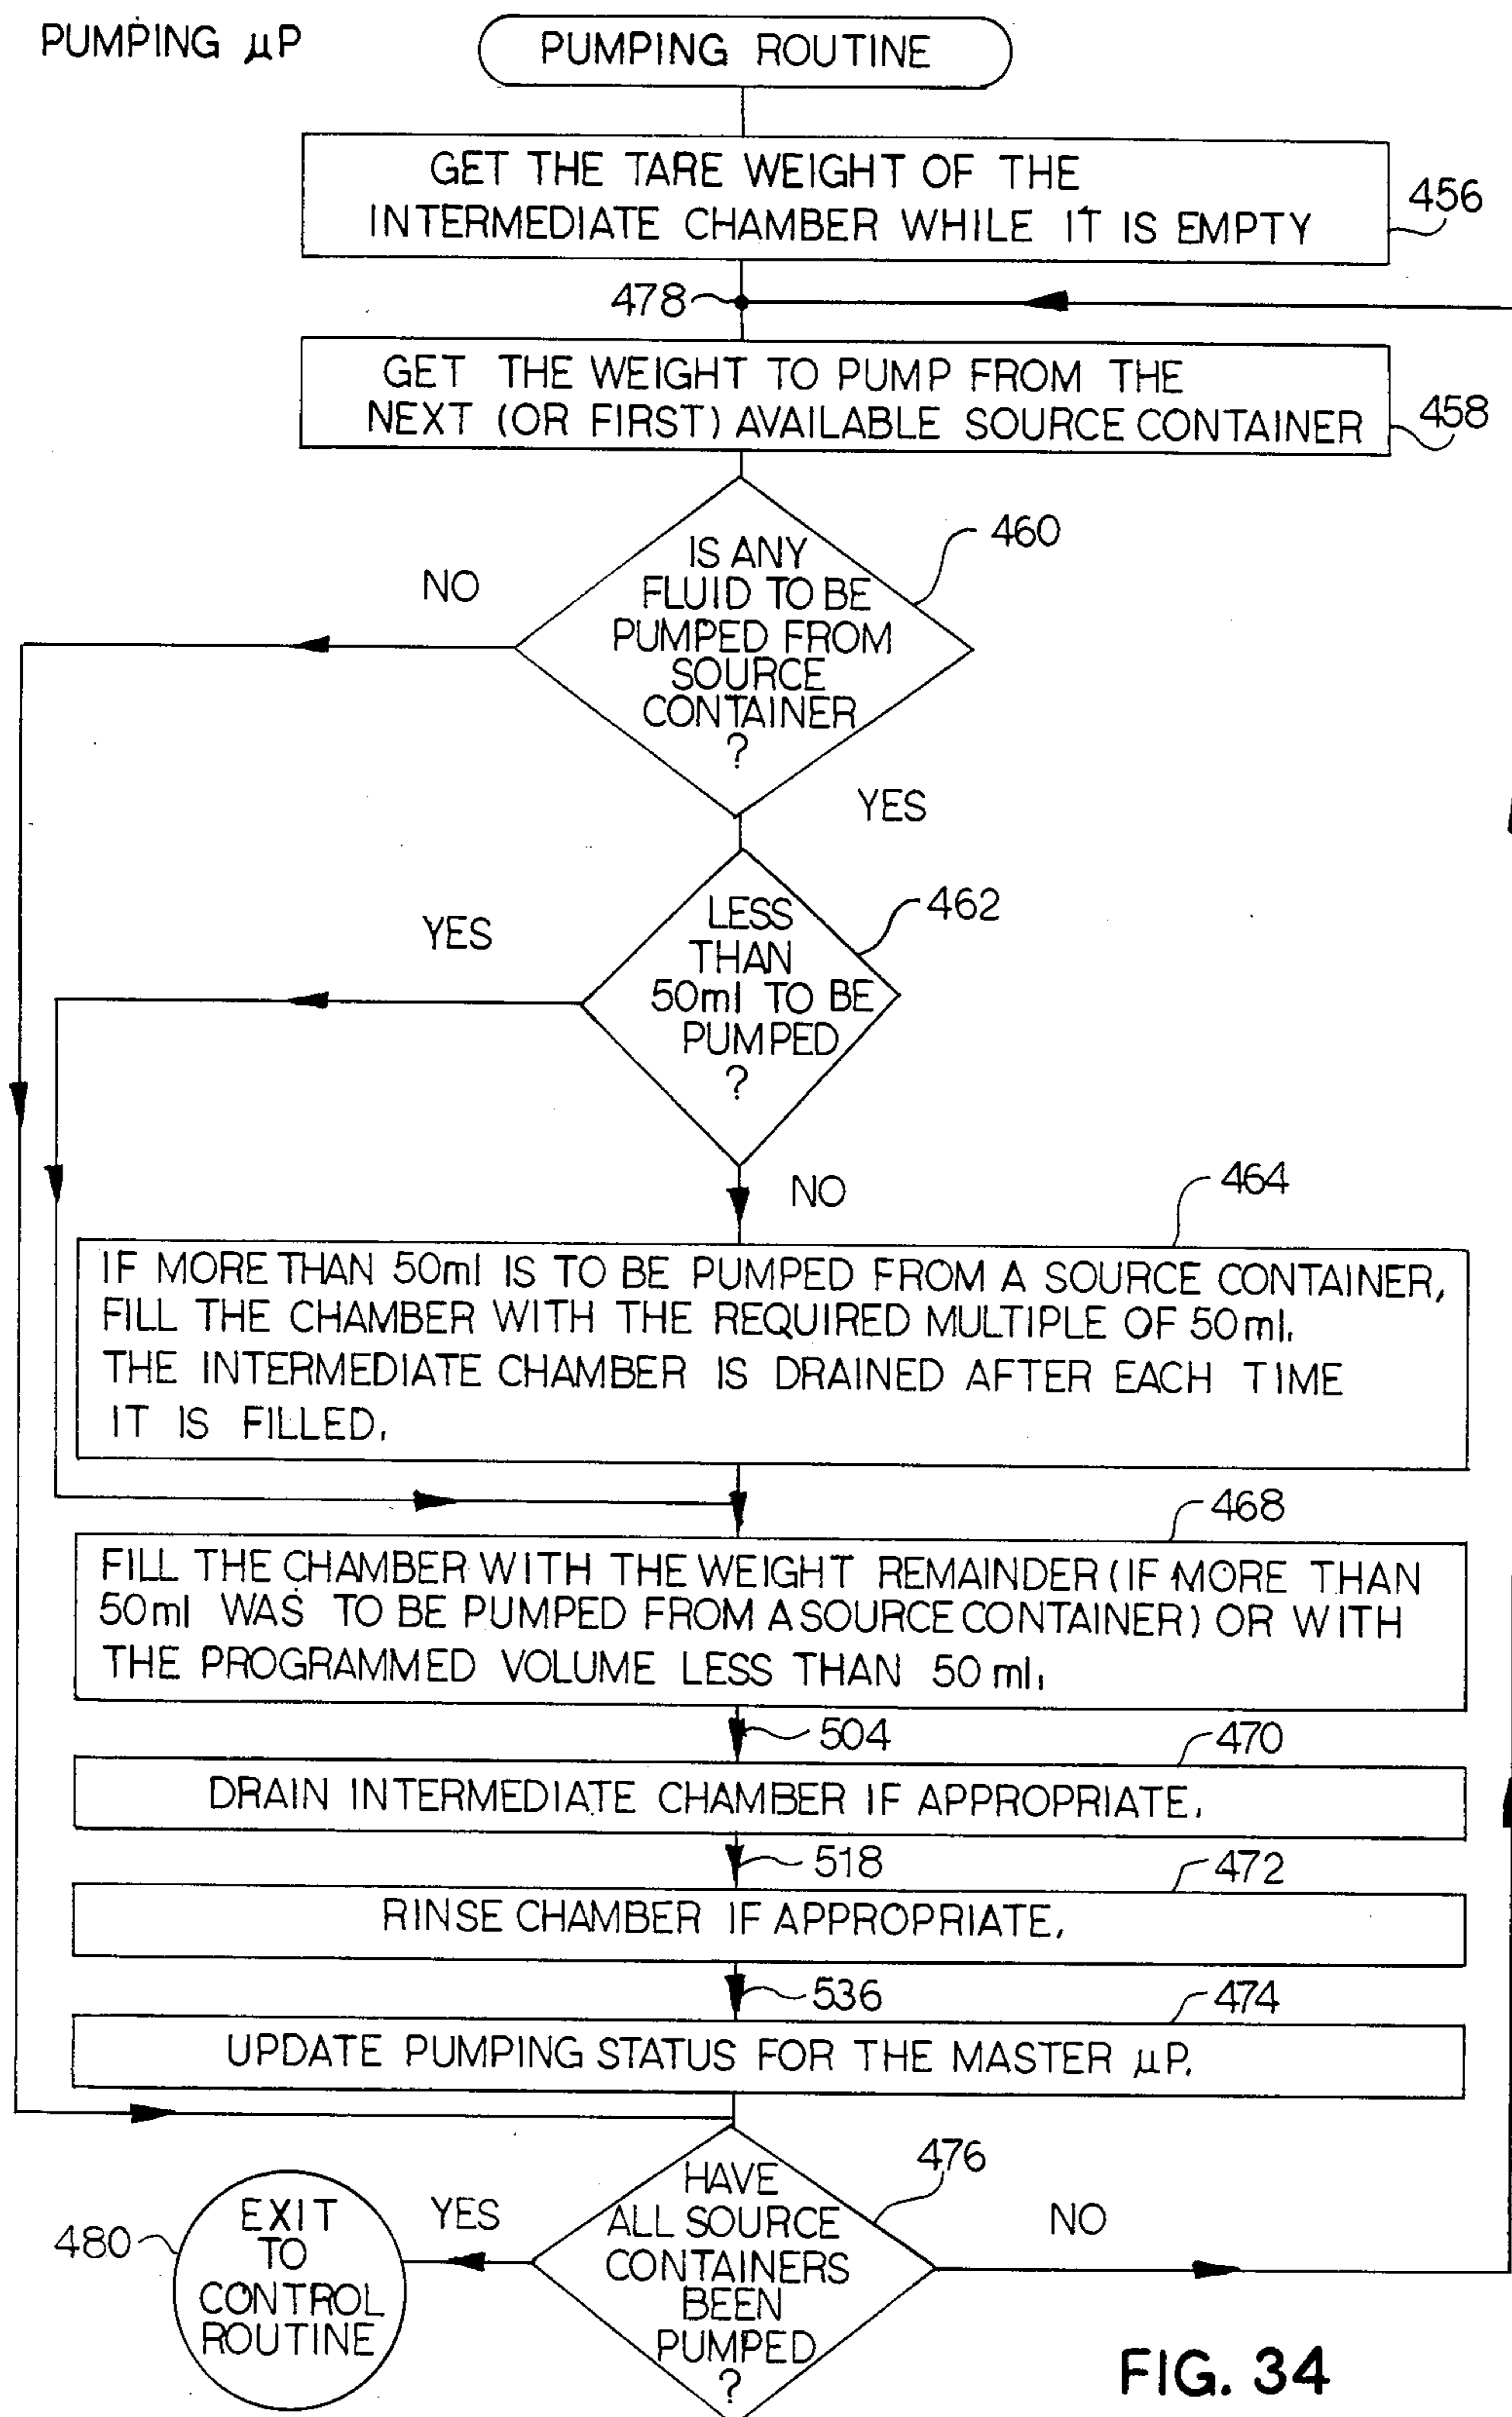 PUMPING µP
PUMPING ROUTINE
GET THE TARE WEIGHT OF THE
INTERMEDIATE CHAMBER WHILE IT IS EMPTY
456
478
GET THE WEIGHT TO PUMP FROM THE
NEXT (OR FIRST) AVAILABLE SOURCE CONTAINER
458
460
IS ANY
FLUID TO BE
PUMPED FROM
SOURCE
CONTAINER
?
NO
YES
462
LESS
THAN
50ml TO BE
PUMPED
?
YES
NO
464
IF MORE THAN 50ml IS TO BE PUMPED FROM A SOURCE CONTAINER,
FILL THE CHAMBER WITH THE REQUIRED MULTIPLE OF 50ml.
THE INTERMEDIATE CHAMBER IS DRAINED AFTER EACH TIME
IT IS FILLED.
468
FILL THE CHAMBER WITH THE WEIGHT REMAINDER (IF MORE THAN
50ml WAS TO BE PUMPED FROM A SOURCE CONTAINER) OR WITH
THE PROGRAMMED VOLUME LESS THAN 50 ml.
504
470
DRAIN INTERMEDIATE CHAMBER IF APPROPRIATE.
518
472
RINSE CHAMBER IF APPROPRIATE.
536
474
UPDATE PUMPING STATUS FOR THE MASTER µP.
476
HAVE
ALL SOURCE
CONTAINERS
BEEN
PUMPED
?
YES
NO
480
EXIT
TO
CONTROL
ROUTINE
FIG. 34